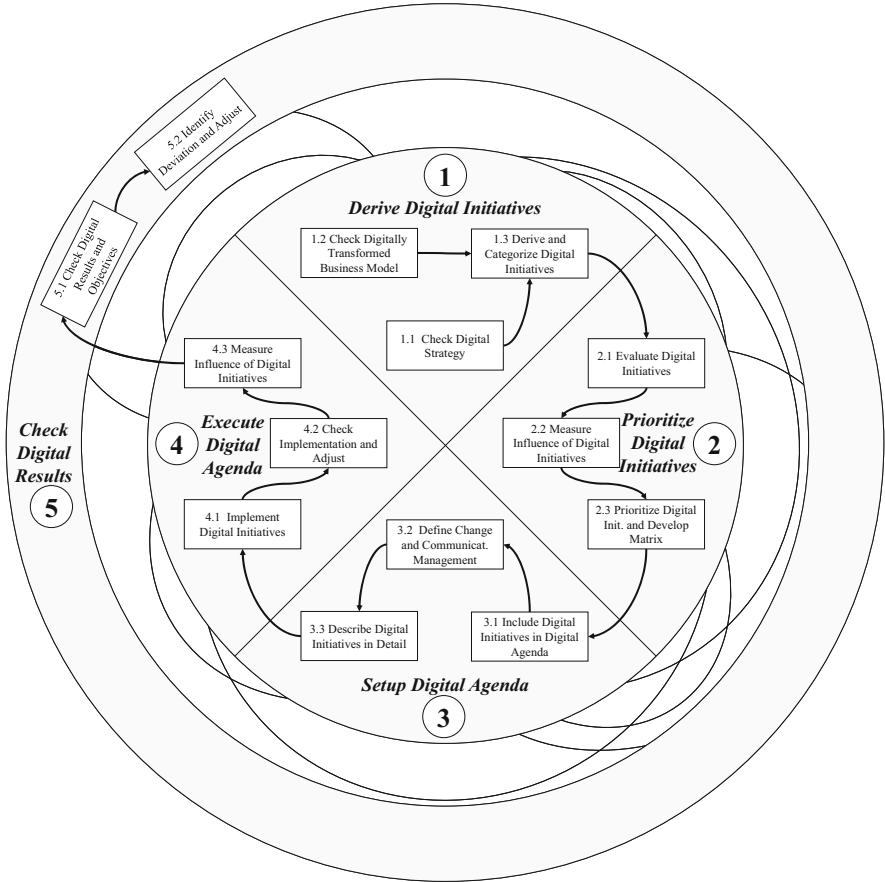 1
Derive Digital Initiatives
1.2 Check Digitally
Transformed
Business Model
1.3 Derive and
Categorize Digital
Initiatives
1.1 Check Digital
Strategy
2.1 Evaluate Digital
Initiatives
2.2 Measure
Influence of Digital
Initiatives
Prioritize
Digital
Initiatives
2
2.3 Prioritize Digital
Init. and Develop
Matrix
3.1 Include Digital
Initiatives in Digital
Agenda
3.2 Define Change
and Communicat.
Management
3.3 Describe Digital
Initiatives in Detail
Setup Digital Agenda
3
4.1 Implement
Digital Initiatives
4.2 Check
Implementation and
Adjust
4.3 Measure
Influence of Digital
Initiatives
4
Execute
Digital
Agenda
5.1 Check Digital
Results and
Objectives
5.2 Identify
Deviation and Adjust
Check
Digital
Results
5